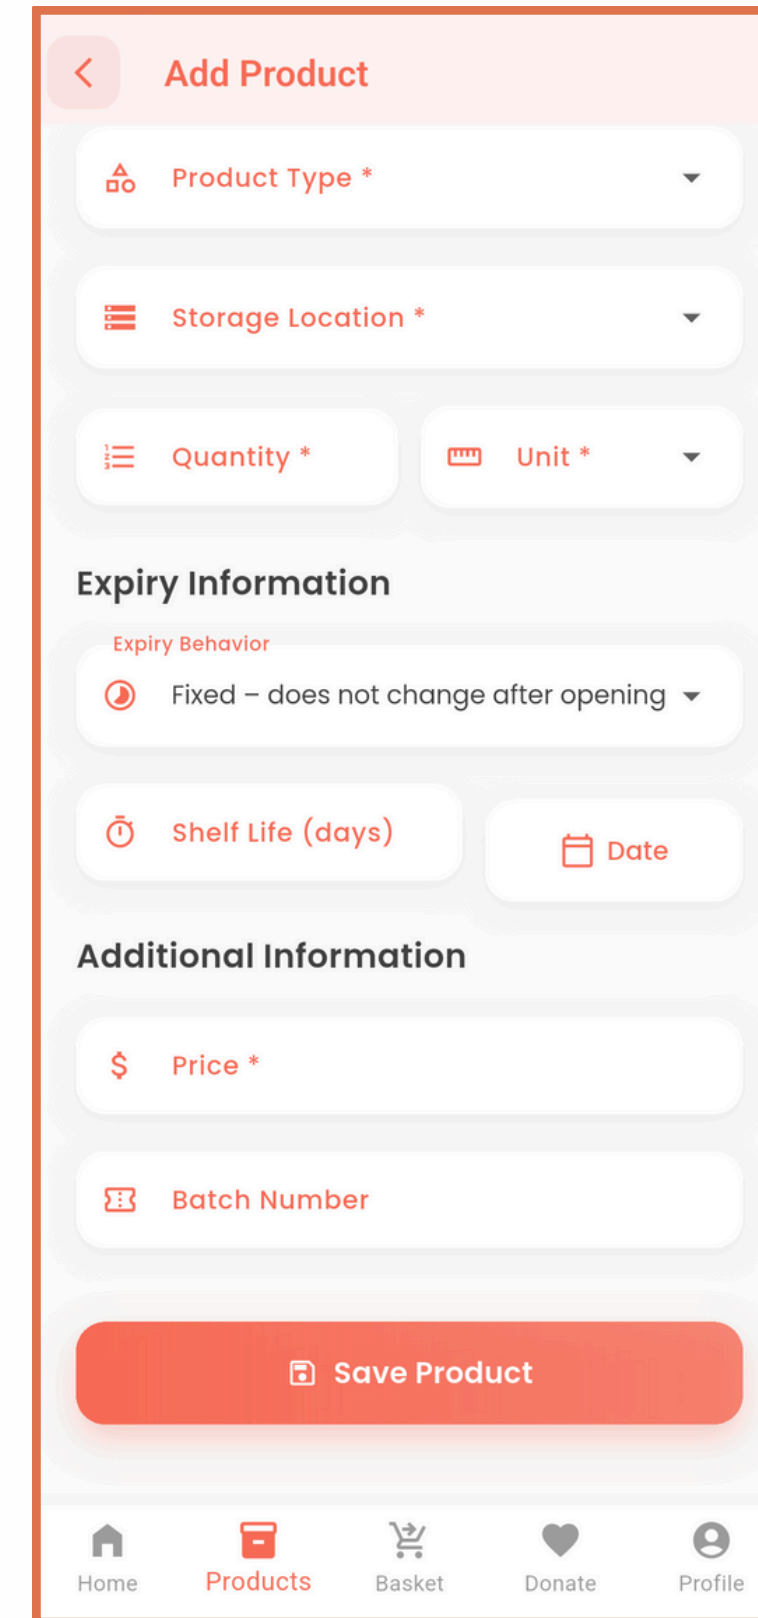 Add Product
Product Type *
Storage Location *
Quantity *
Unit *
Expiry Information
Expiry Behavior
Fixed – does not change after opening
Shelf Life (days)
Date
Additional Information
$ Price *
Batch Number
Save Product
Home
Products
Basket
Donate
Profile